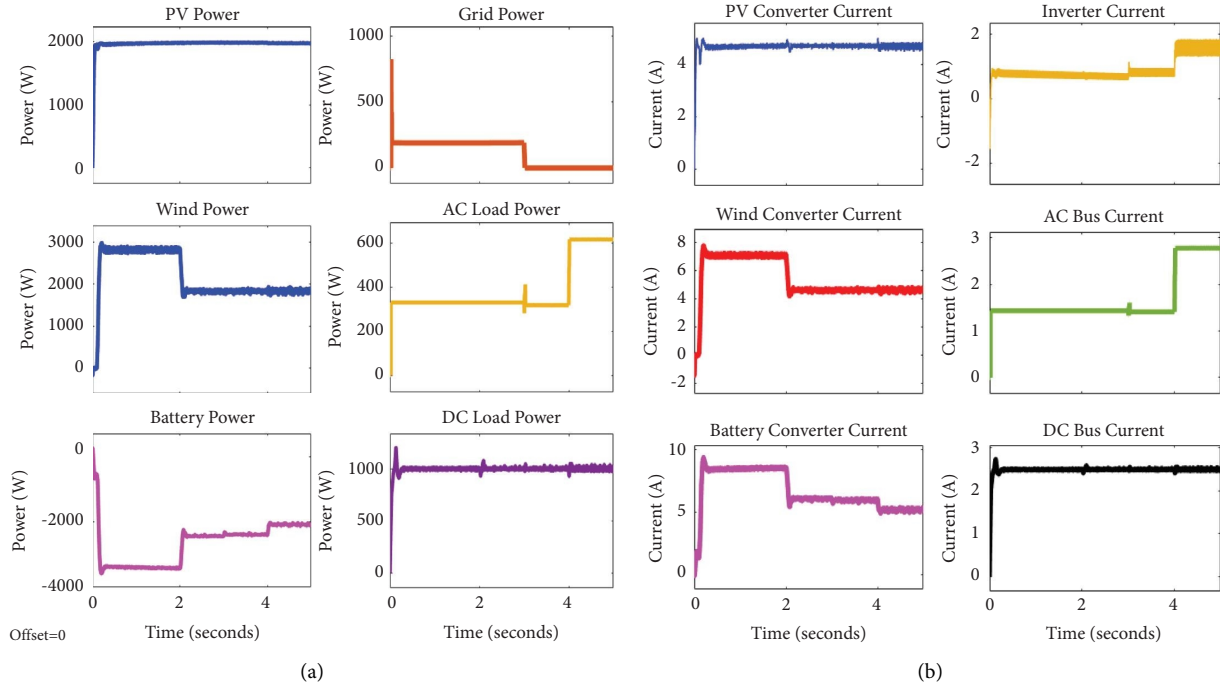 PV Power
Power (W)
2000
1000
0
Grid Power
Power (W)
1000
500
0
Wind Power
Power (W)
3000
2000
1000
0
AC Load Power
Power (W)
600
400
200
0
Battery Power
Power (W)
0
-2000
-4000
0
2
4
Time (seconds)
Offset=0
DC Load Power
Power (W)
1000
500
0
0
2
4
Time (seconds)
(a)
PV Converter Current
Current (A)
4
2
0
Inverter Current
Current (A)
2
0
-2
Wind Converter Current
Current (A)
8
6
4
2
0
-2
AC Bus Current
Current (A)
3
2
1
0
Battery Converter Current
Current (A)
10
5
0
0
2
4
Time (seconds)
DC Bus Current
Current (A)
3
2
1
0
0
2
4
Time (seconds)
(b)